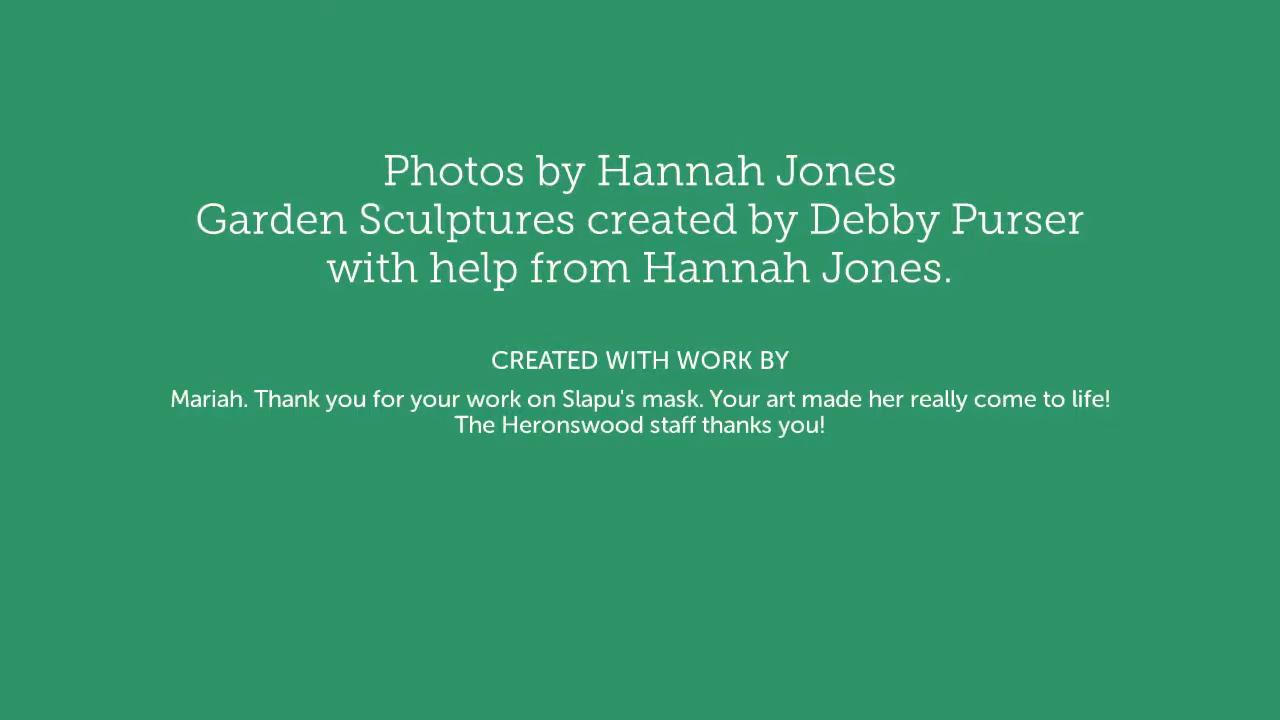 Photos by Hannah Jones
Garden Sculptures created by Debby Purser
with help from Hannah Jones.
CREATED WITH WORK BY
Mariah. Thank you for your work on Slapu's mask. Your art made her really come to life!
The Heronswood staff thanks you!